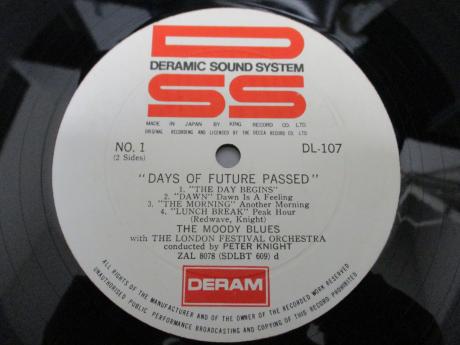 D
DERAMIC SOUND SYSTEM
SS
MADE IN JAPAN BY KING RECORD CO. LTD.
ORIGINAL RECORDING AND LICENSED BY THE DECCA RECORD CO. LTD
NO. 1 DL-107
(2 Sides)
"DAYS OF FUTURE PASSED"
1. "THE DAY BEGINS"
2. "DAWN" Dawn Is A Feeling
3. "THE MORNING" Another Morning
4. "LUNCH BREAK" Peak Hour
(Redwave, Knight)
THE MOODY BLUES
with THE LONDON FESTIVAL ORCHESTRA
conducted by PETER KNIGHT
ZAL 8078 (SDLBT 609) d
DERAM
ALL RIGHTS OF THE MANUFACTURER AND OF THE OWNER OF THE RECORDED WORK RESERVED
UNAUTHORISED PUBLIC PERFORMANCE BROADCASTING AND COPYING OF THIS RECORD PROHIBITED